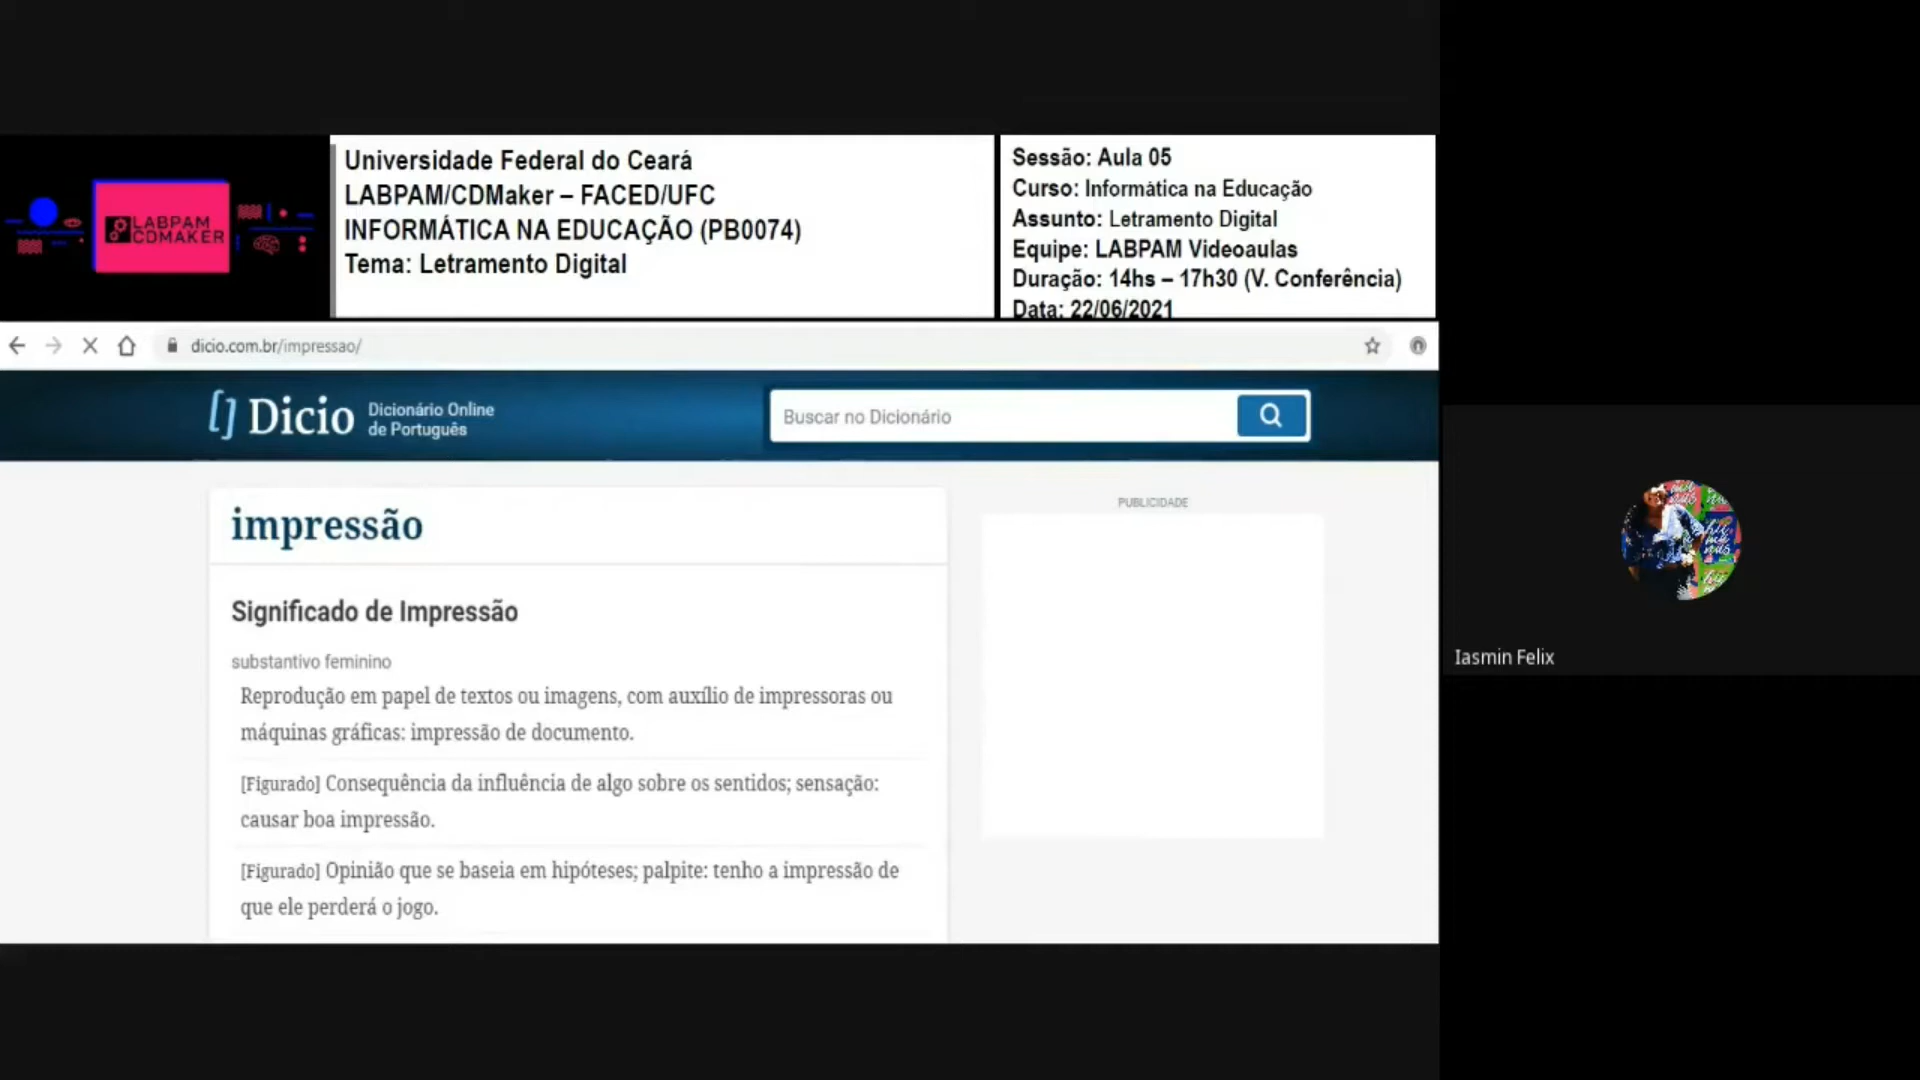 LABPAM
CDMAKER
Universidade Federal do Ceará
LABPAM/CDMaker – FACED/UFC
INFORMÁTICA NA EDUCAÇÃO (PB0074)
Tema: Letramento Digital
Sessão: Aula 05
Curso: Informática na Educação
Assunto: Letramento Digital
Equipe: LABPAM Videoaulas
Duração: 14hs – 17h30 (V. Conferência)
Data: 22/06/2021
dicio.com.br/impressao/
Dicio
Dicionário Online
de Português
Buscar no Dicionário
impressão
Significado de Impressão
substantivo feminino
Reprodução em papel de textos ou imagens, com auxílio de impressoras ou
máquinas gráficas: impressão de documento.
[Figurado] Consequência da influência de algo sobre os sentidos; sensação:
causar boa impressão.
[Figurado] Opinião que se baseia em hipóteses; palpite: tenho a impressão de
que ele perderá o jogo.
PUBLICIDADE
Iasmin Felix